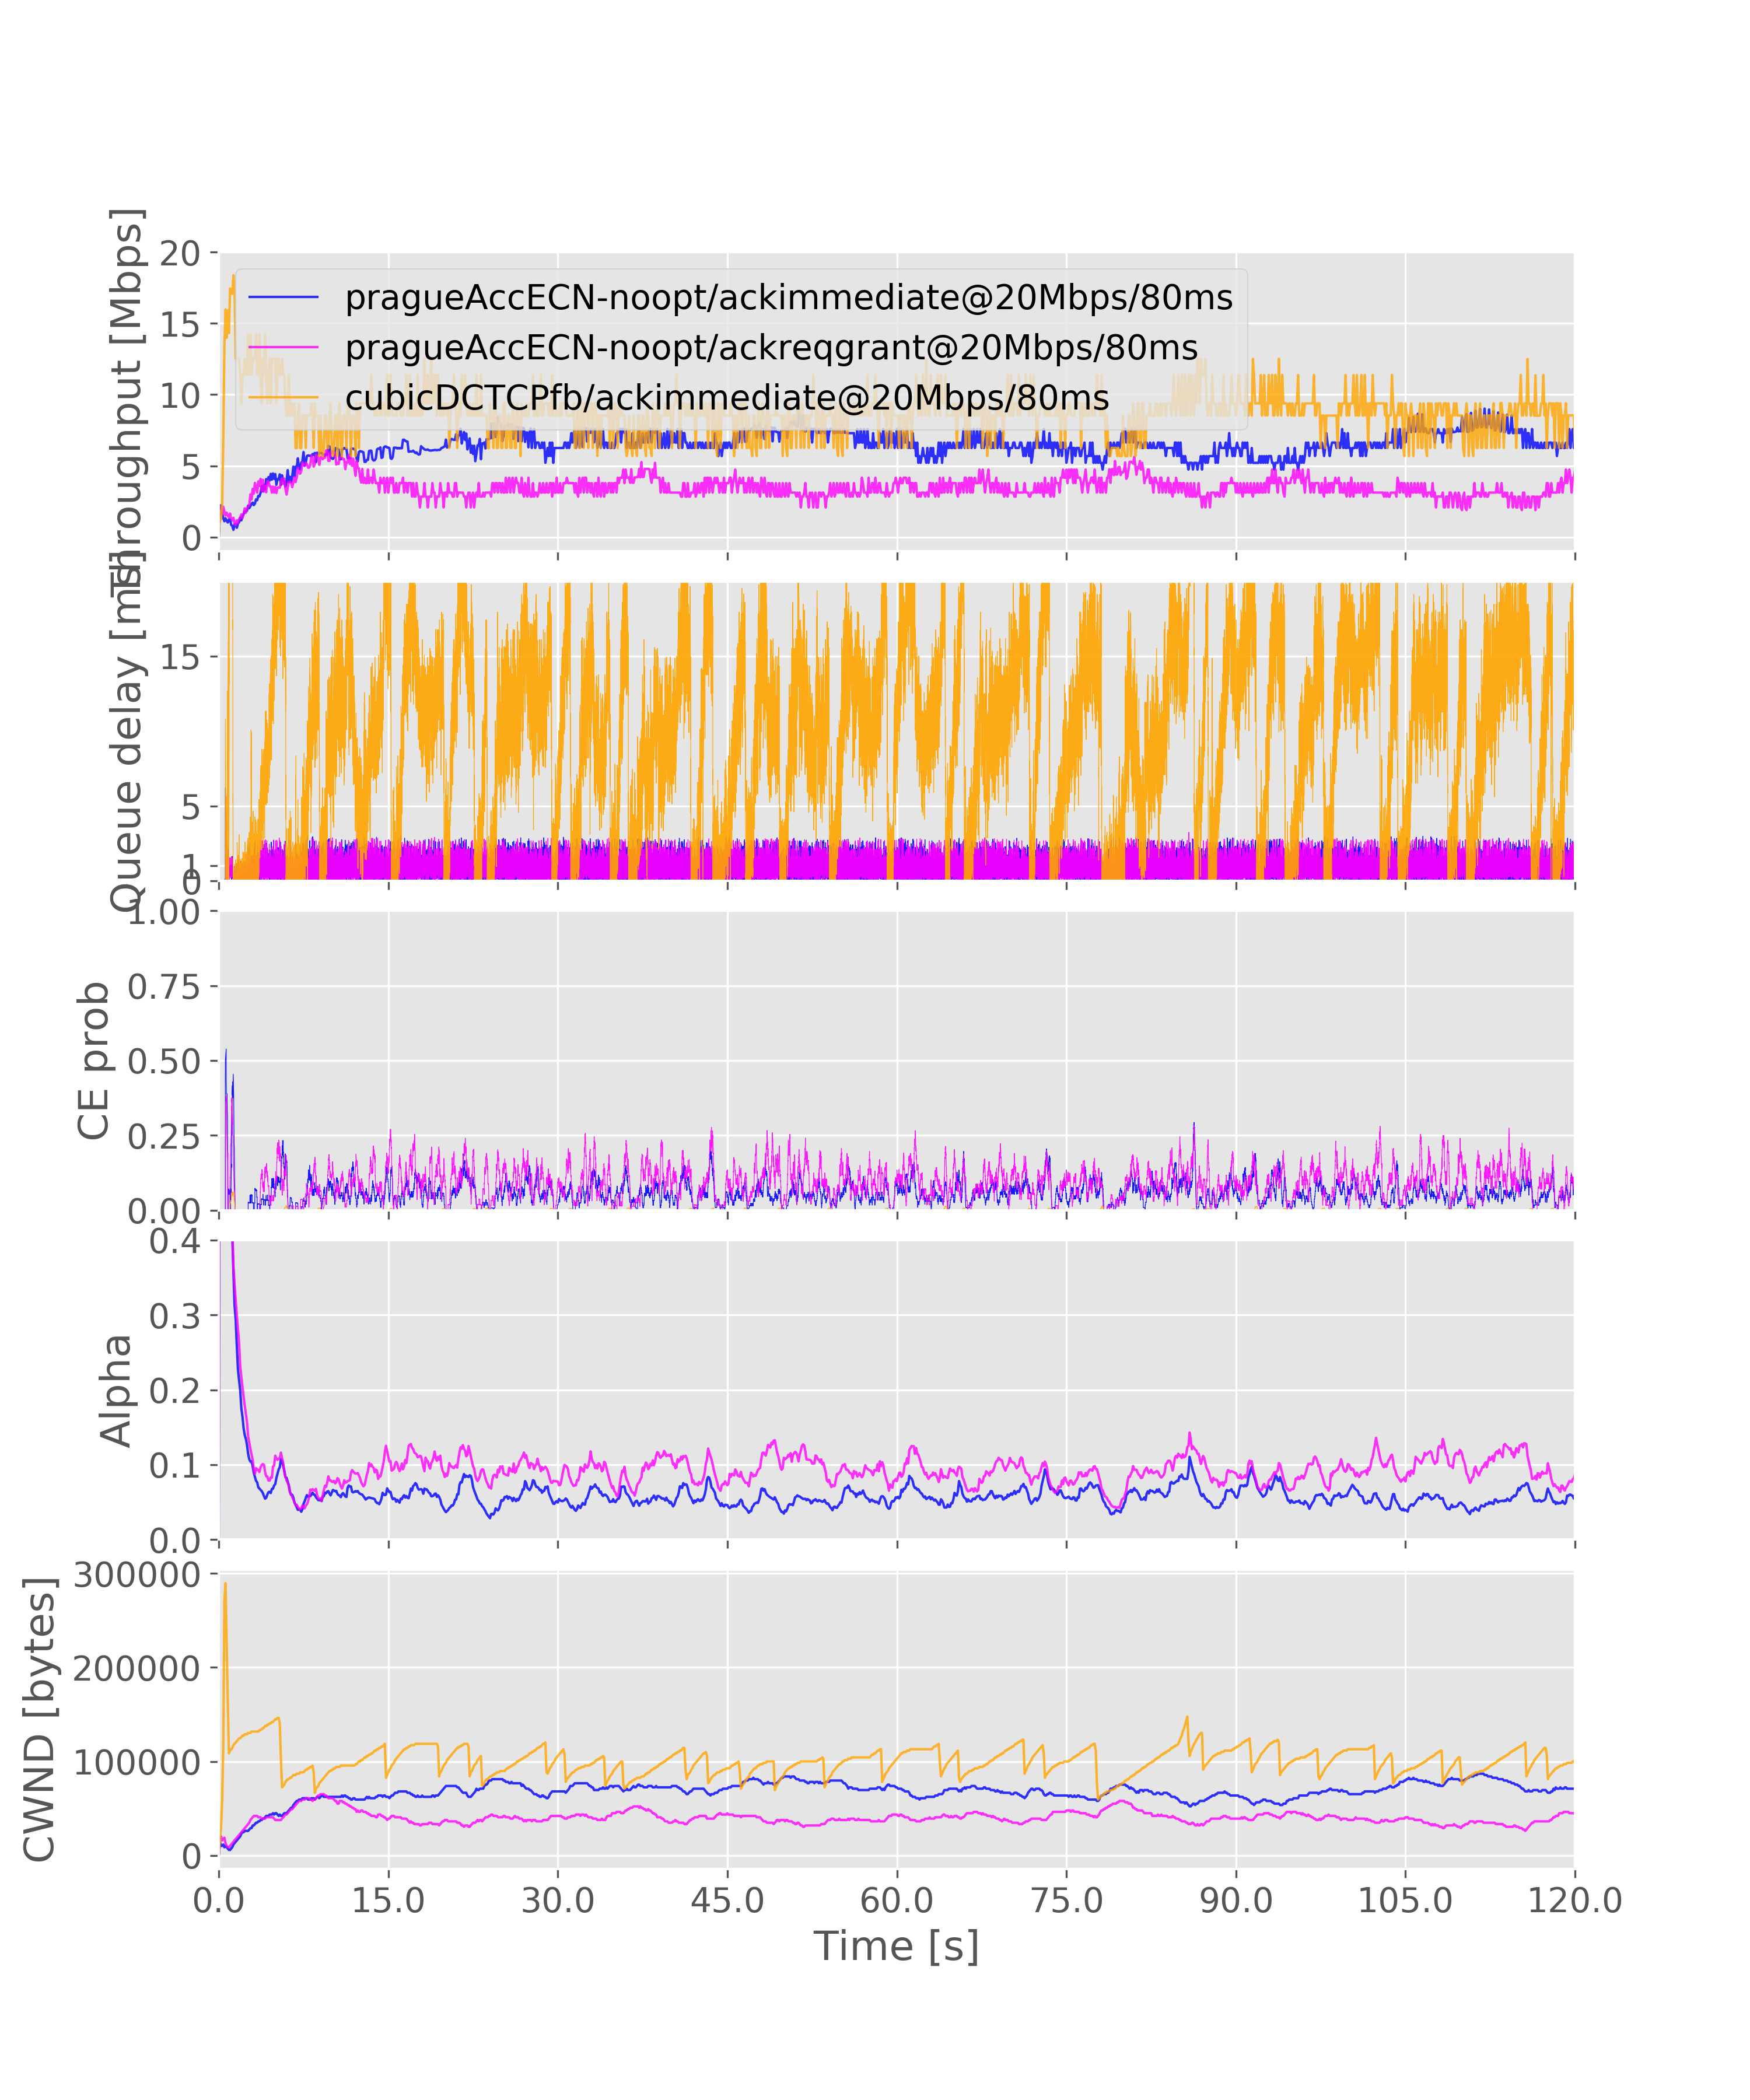 Throughput [Mbps]
20
15
10
5
0
pragueAccECN-noopt/ackimmediate@20Mbps/80ms
pragueAccECN-noopt/ackreqgrant@20Mbps/80ms
cubicDCTCPfb/ackimmediate@20Mbps/80ms
Queue delay [ms]
15
5
1
0
CE prob
1.00
0.75
0.50
0.25
0.00
Alpha
0.4
0.3
0.2
0.1
0.0
CWND [bytes]
300000
200000
100000
0
0.0 15.0 30.0 45.0 60.0 75.0 90.0 105.0 120.0
Time [s]